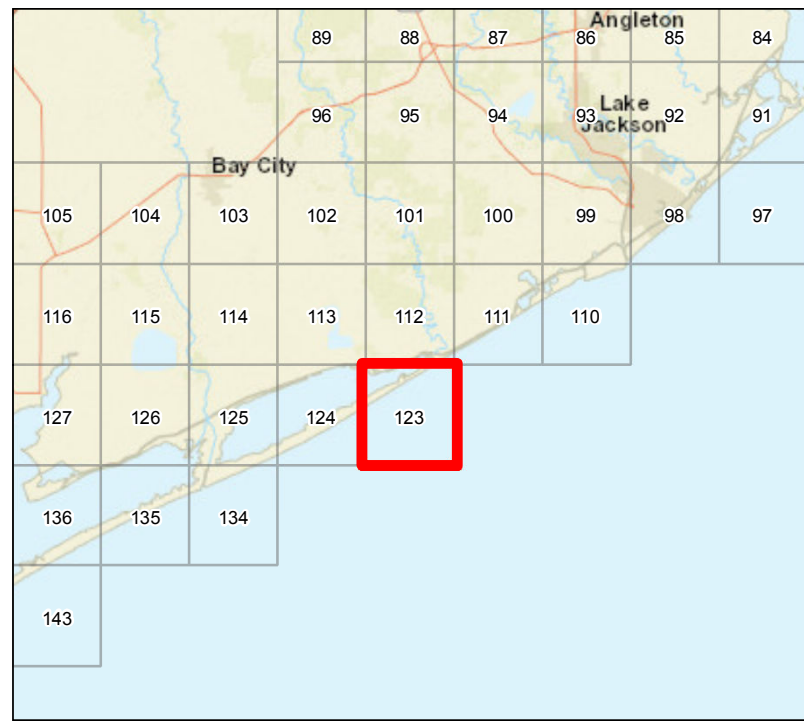 Angleton
89 88 87 86 85 84
Lake
Jackson
96 95 94 93 92 91
Bay City
105 104 103 102 101 100 99 98 97
116 115 114 113 112 111 110
127 126 125 124 123
136 135 134
143